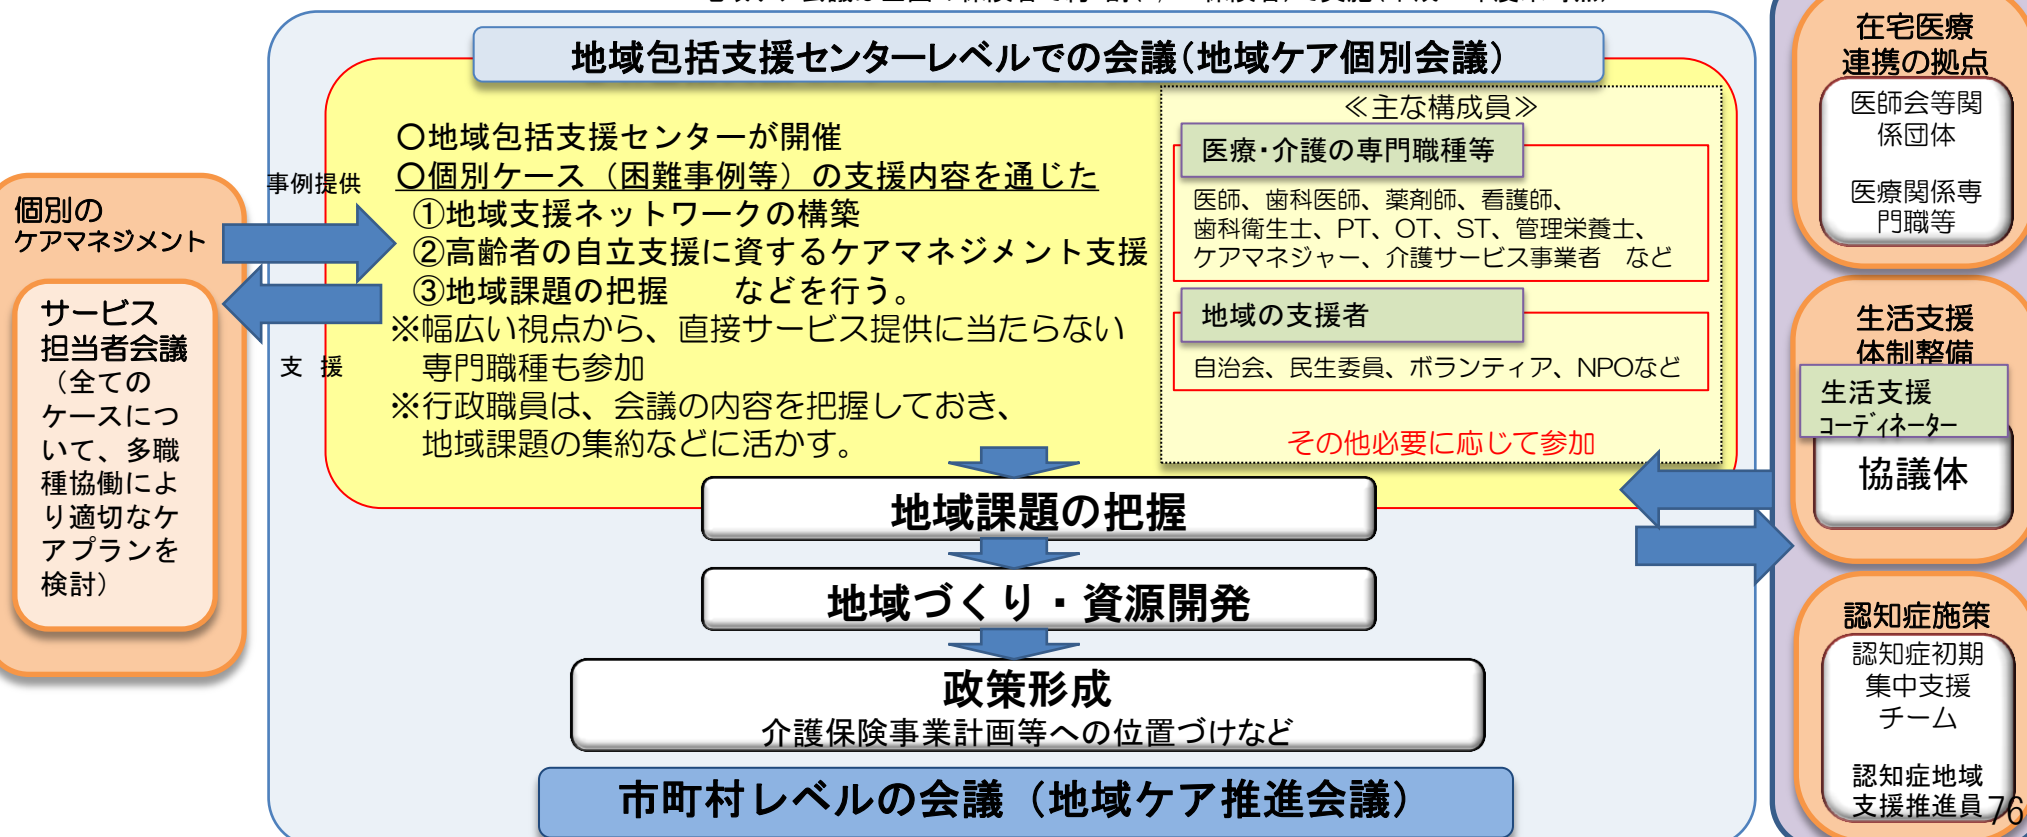 地域包括支援センターレベルでの会議（地域ケア個別会議）
≪主な構成員≫
〇地域包括支援センターが開催
〇個別ケース（困難事例等）の支援内容を通じた
①地域支援ネットワークの構築
②高齢者の自立支援に資するケアマネジメント支援
③地域課題の把握　　などを行う。
※幅広い視点から、直接サービス提供に当たらない
専門職種も参加
※行政職員は、会議の内容を把握しておき、
地域課題の集約などに活かす。
医療・介護の専門職種等
医師、歯科医師、薬剤師、看護師、
歯科衛生士、PT、OT、ST、管理栄養士、
ケアマネジャー、介護サービス事業者　など
地域の支援者
自治会、民生委員、ボランティア、NPOなど
その他必要に応じて参加
事例提供
支　援
個別の
ケアマネジメント
サービス
担当者会議
（全ての
ケースにつ
いて、多職
種協働によ
り適切なケ
アプランを
検討）
地域課題の把握
地域づくり・資源開発
政策形成
介護保険事業計画等への位置づけなど
市町村レベルの会議（地域ケア推進会議）
在宅医療
連携の拠点
医師会等関
係団体
医療関係専
門職等
生活支援
体制整備
生活支援
コーディネーター
協議体
認知症施策
認知症初期
集中支援
チーム
認知症地域
支援推進員
76